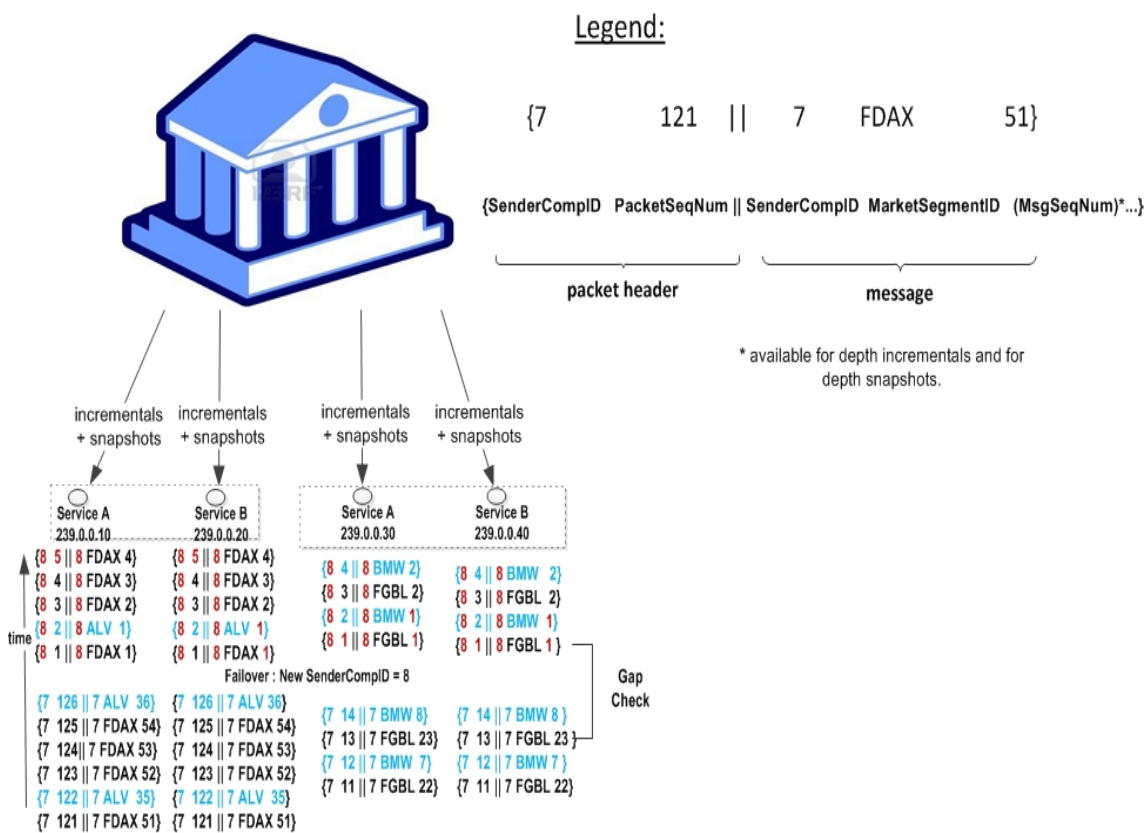 Legend:
{7 121 || 7 FDAX 51}
{SenderCompID PacketSeqNum || SenderCompID MarketSegmentID (MsgSeqNum)*...}
packet header
message
* available for depth incrementals and for
depth snapshots.
incrementals
+ snapshots
incrementals
+ snapshots
incrementals
+ snapshots
incrementals
+ snapshots
Service A
239.0.0.10
Service B
239.0.0.20
Service A
239.0.0.30
Service B
239.0.0.40
time
{8 5 || 8 FDAX 4}
{8 4 || 8 FDAX 3}
{8 3 || 8 FDAX 2}
{8 2 || 8 ALV 1}
{8 1 || 8 FDAX 1}
{8 5 || 8 FDAX 4}
{8 4 || 8 FDAX 3}
{8 3 || 8 FDAX 2}
{8 2 || 8 ALV 1}
{8 1 || 8 FDAX 1}
{8 4 || 8 BMW 2}
{8 3 || 8 FGBL 2}
{8 2 || 8 BMW 1}
{8 1 || 8 FGBL 1}
{8 4 || 8 BMW 2}
{8 3 || 8 FGBL 2}
{8 2 || 8 BMW 1}
{8 1 || 8 FGBL 1 }
Failover : New SenderCompID = 8
Gap
Check
{7 126 || 7 ALV 36}
{7 125 || 7 FDAX 54}
{7 124|| 7 FDAX 53}
{7 123 || 7 FDAX 52}
{7 122 || 7 ALV 35}
{7 121 || 7 FDAX 51}
{7 126 || 7 ALV 36}
{7 125 || 7 FDAX 54}
{7 124 || 7 FDAX 53}
{7 123 || 7 FDAX 52}
{7 122 || 7 ALV 35}
{7 121 || 7 FDAX 51}
{7 14 || 7 BMW 8}
{7 13 || 7 FGBL 23}
{7 12 || 7 BMW 7}
{7 11 || 7 FGBL 22}
{7 14 || 7 BMW 8 }
{7 13 || 7 FGBL 23 }
{7 12 || 7 BMW 7 }
{7 11 || 7 FGBL 22}